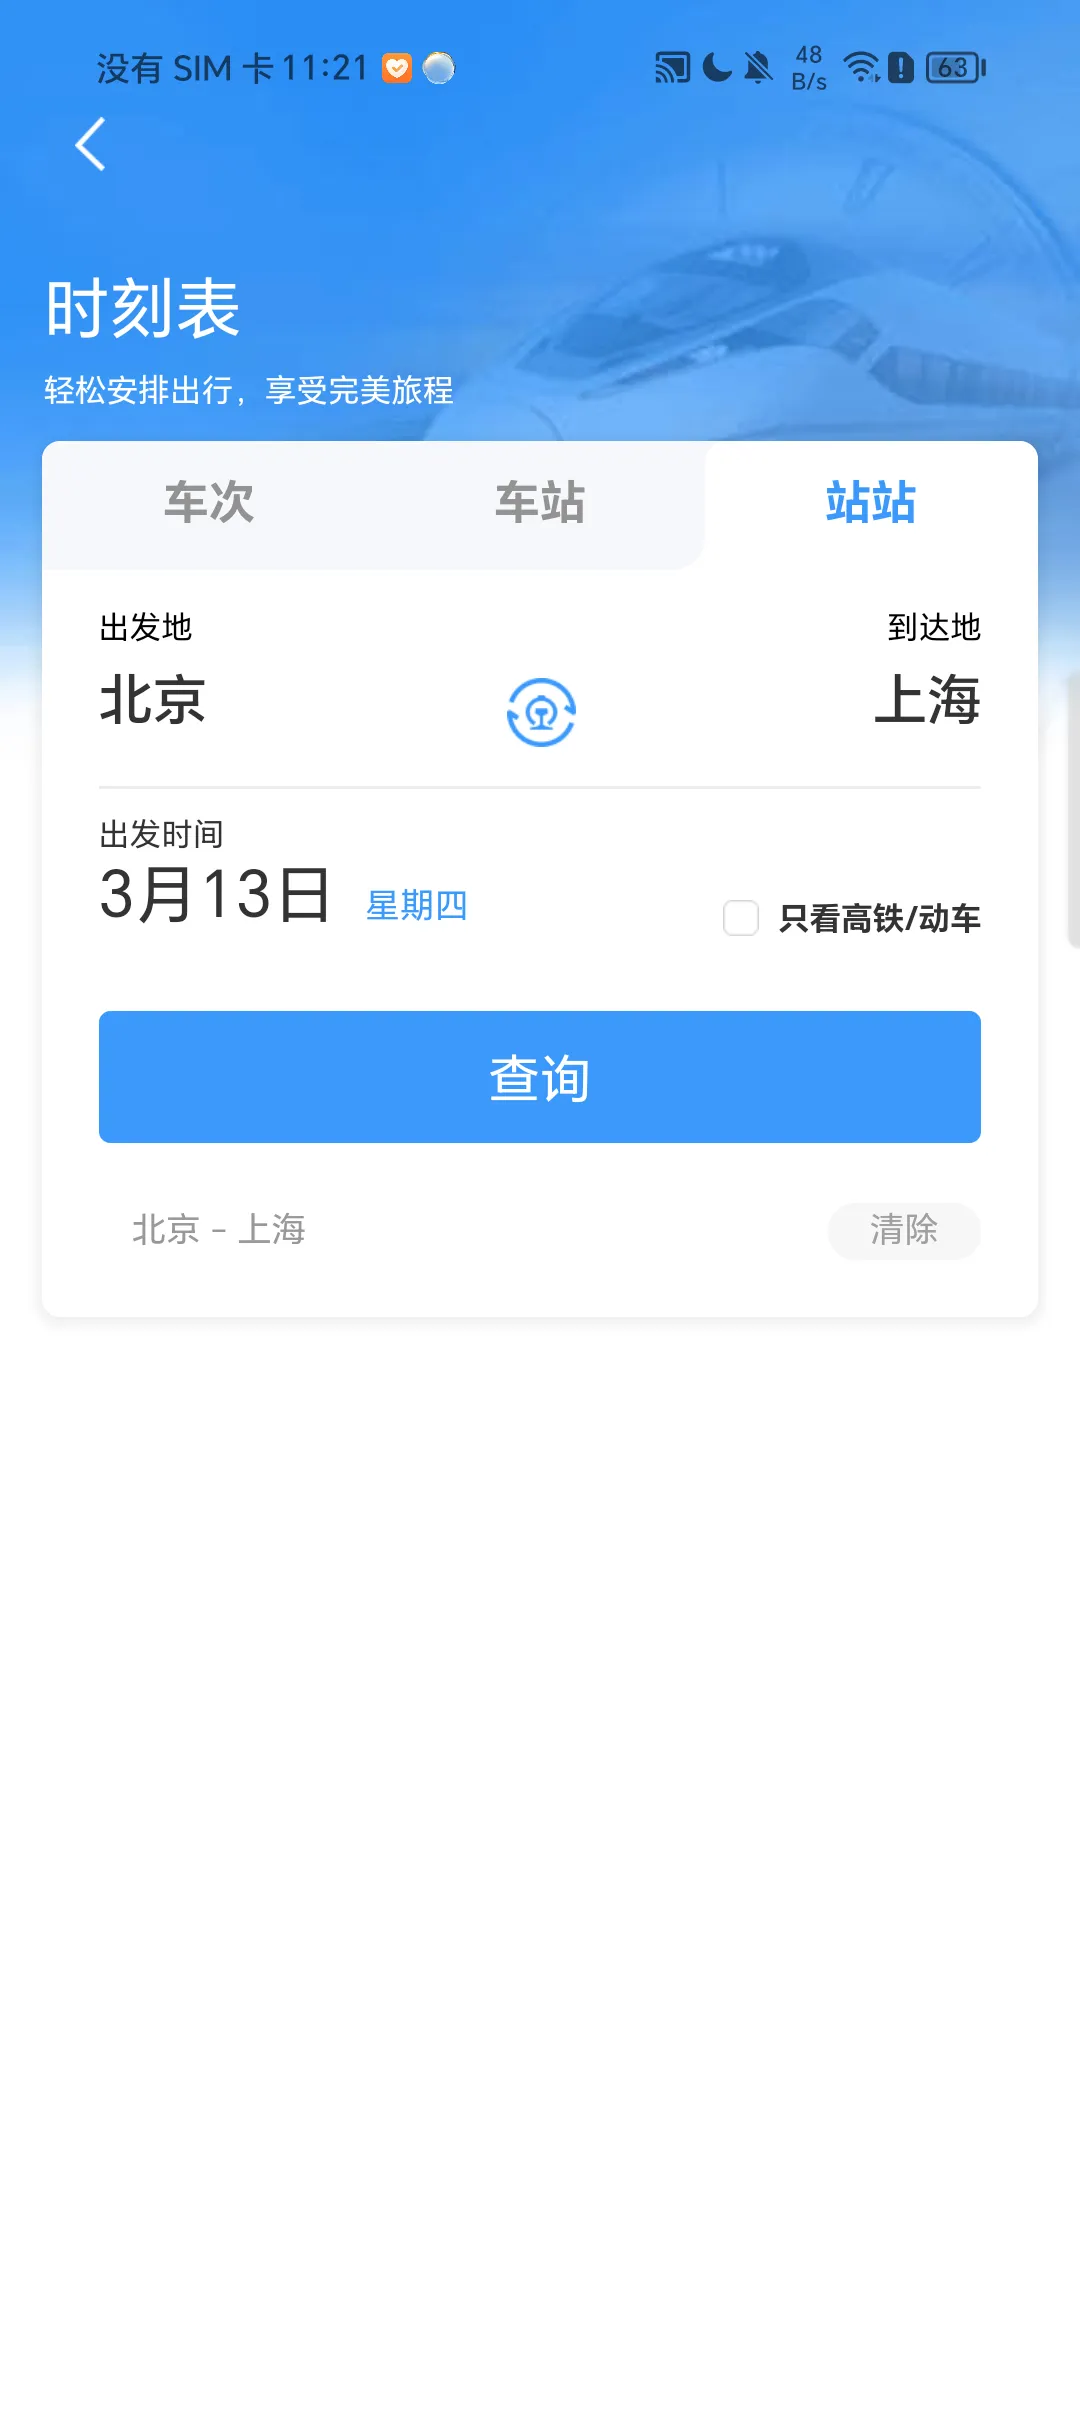 没有 SIM 卡 11:21 48 B/s 63
时刻表
轻松安排出行，享受完美旅程
车次 车站 站站
出发地 到达地
北京 上海
出发时间
3月13日 星期四 只看高铁/动车
查询
北京 - 上海 清除